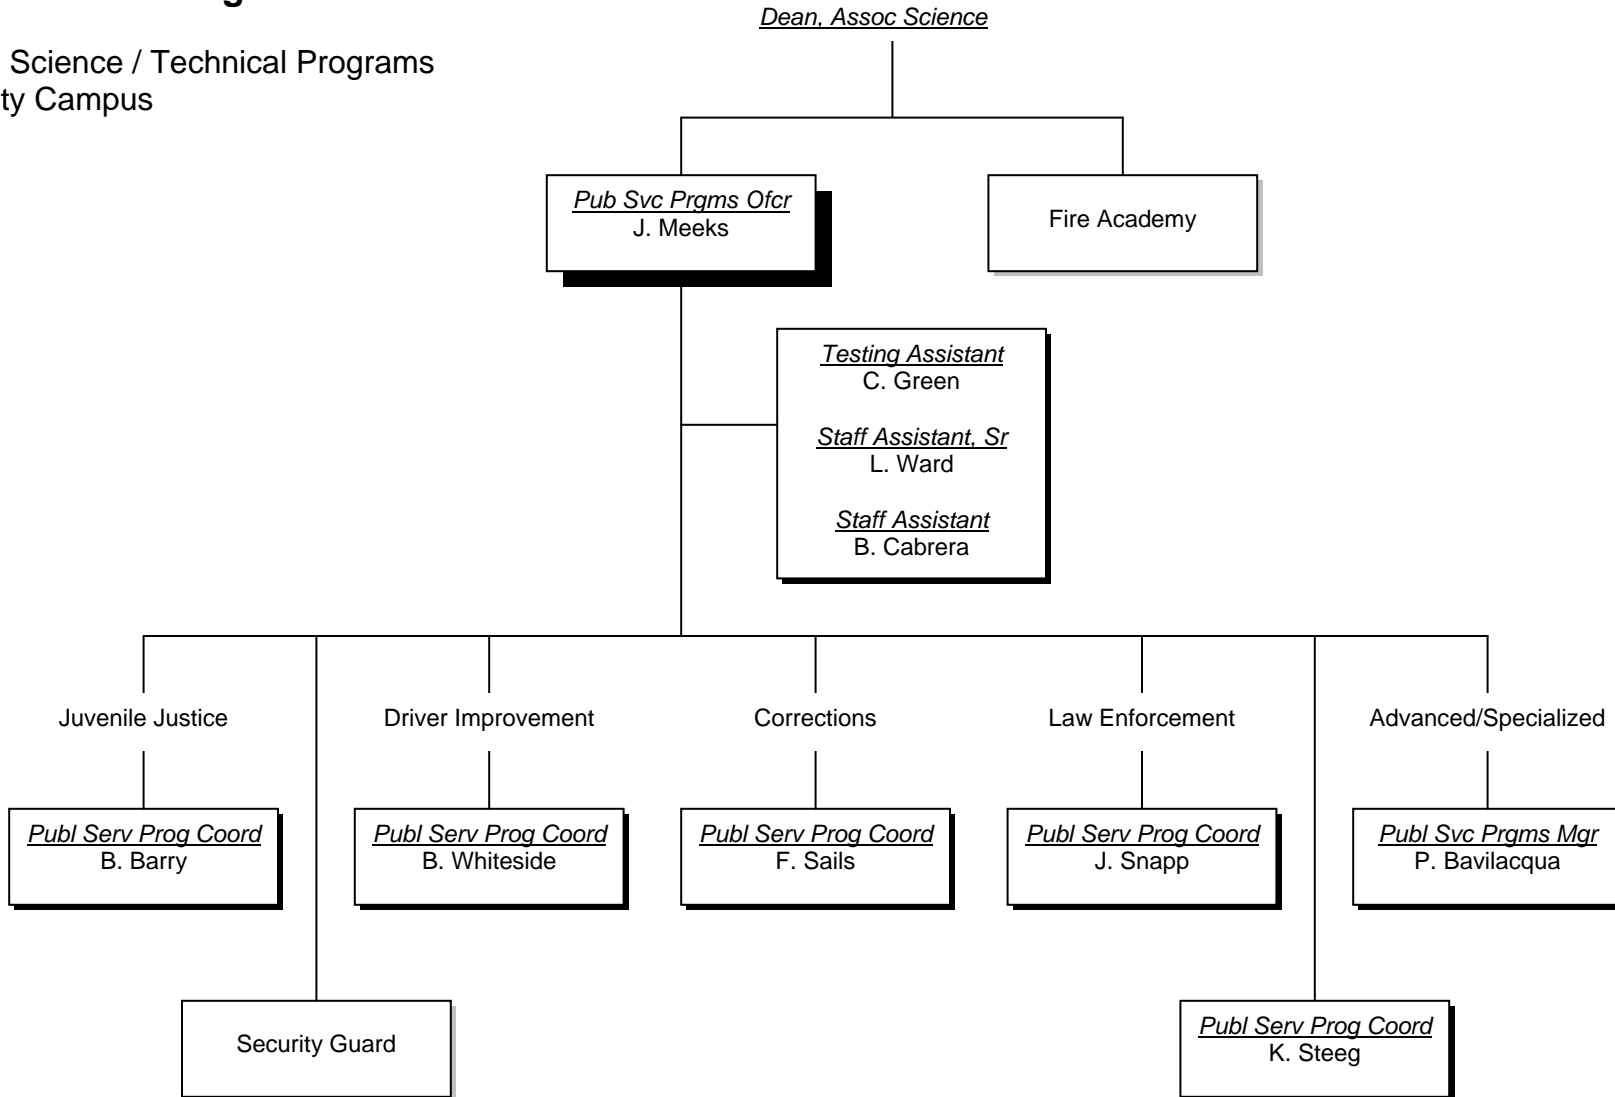 Dean, Assoc Science
Science / Technical Programs
ty Campus
Pub Svc Prgms Ofcr
J. Meeks
Fire Academy
Testing Assistant
C. Green
Staff Assistant, Sr
L. Ward
Staff Assistant
B. Cabrera
Juvenile Justice
Driver Improvement
Corrections
Law Enforcement
Advanced/Specialized
Publ Serv Prog Coord
B. Barry
Publ Serv Prog Coord
B. Whiteside
Publ Serv Prog Coord
F. Sails
Publ Serv Prog Coord
J. Snapp
Publ Svc Prgms Mgr
P. Bavilacqua
Security Guard
Publ Serv Prog Coord
K. Steeg